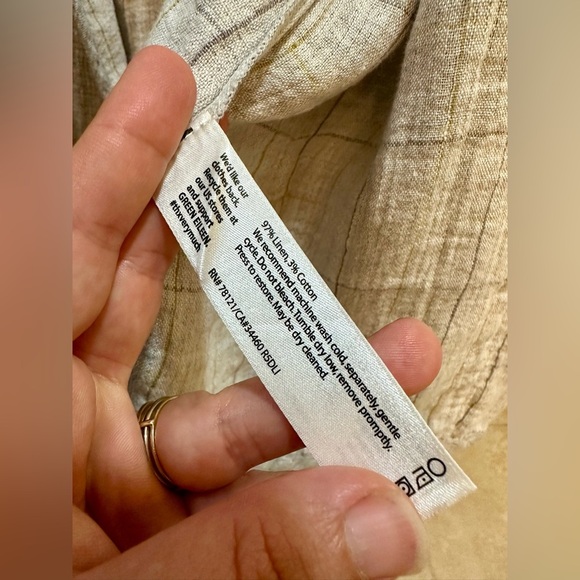 We'd like our
clothes back.
Recycle them at
our US stores
and support
GREEN EILEEN.
#thxverymuch
97% Linen, 3% Cotton
We recommend machine wash cold, separately, gentle
cycle. Do not bleach. Tumble dry low, remove promptly.
Press to restore. May be dry cleaned.
RN# 78121/CA#34460 RSDLI